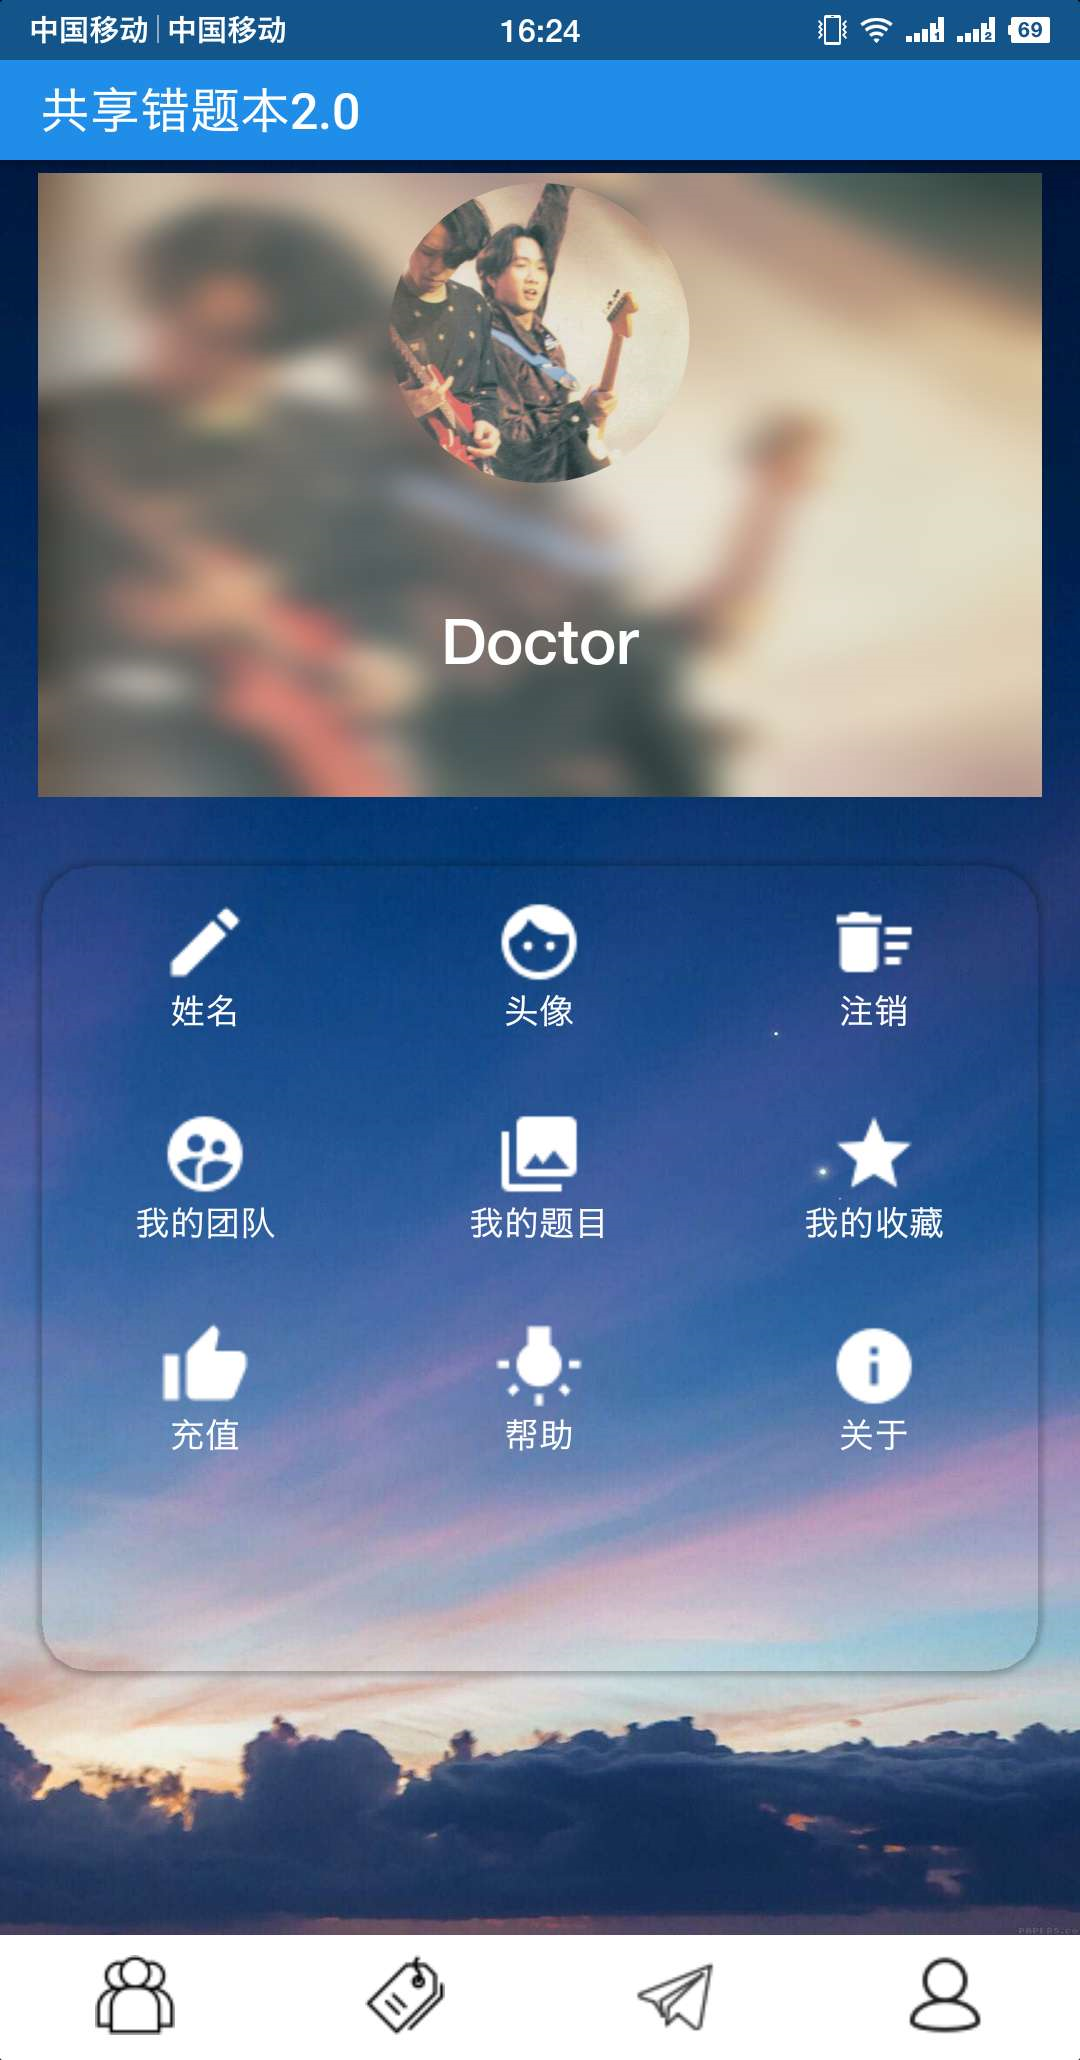 中国移动 中国移动 16:24 1 2 69
共享错题本2.0
Doctor
姓名 头像 注销
我的团队 我的题目 我的收藏
充值 帮助 关于